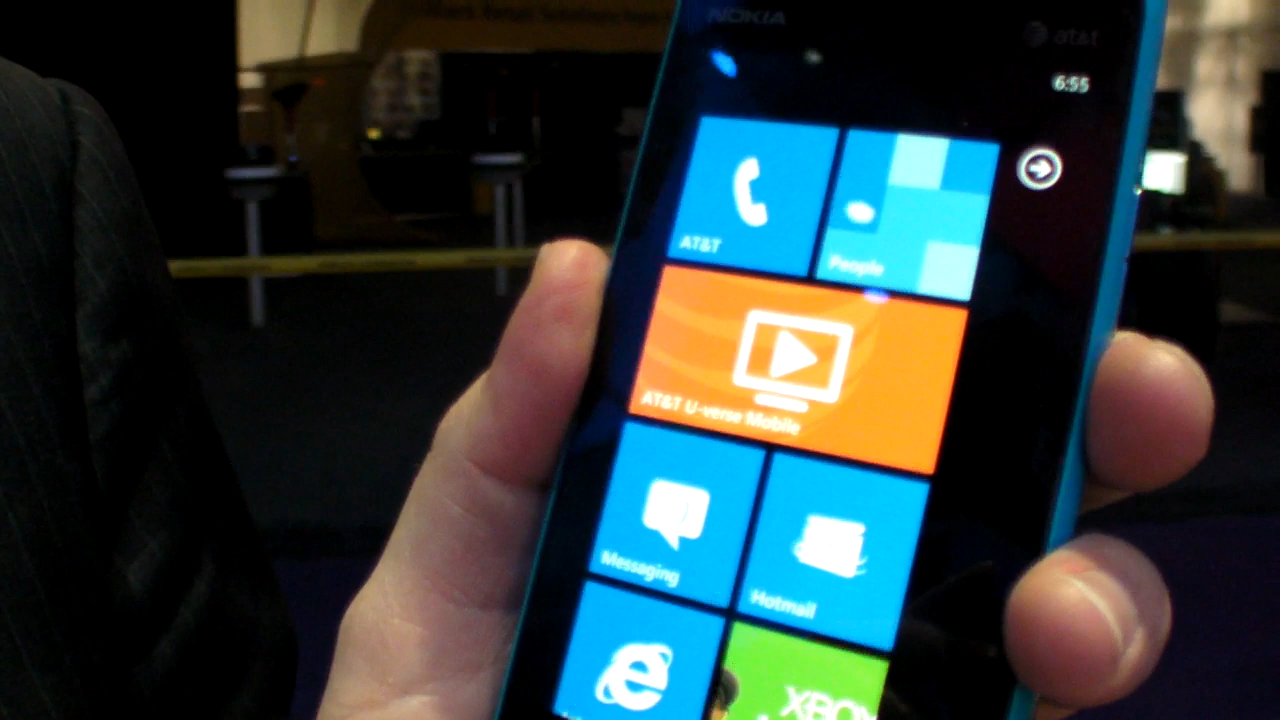 NOKIA
at&t
6:55
AT&T
People
AT&T U-verse Mobile
Messaging
Hotmail
XBOX